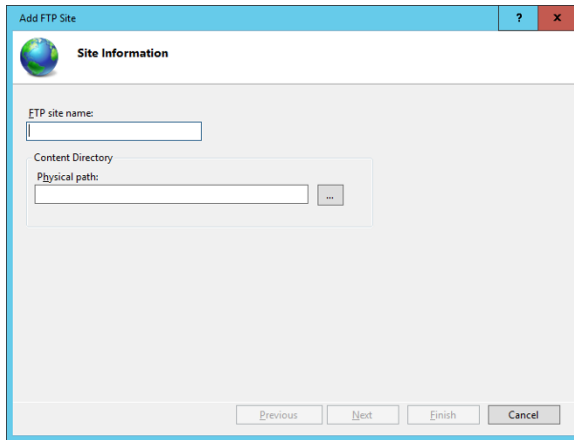 Add FTP Site
?
x
Site Information
FTP site name:
Content Directory
Physical path:
...
Previous
Next
Finish
Cancel